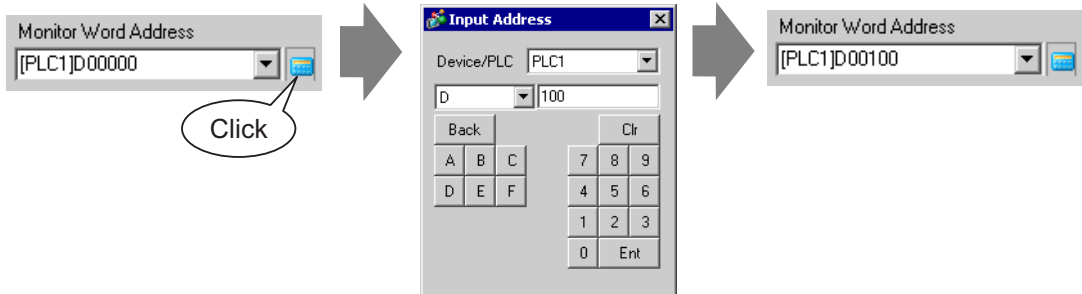 Monitor Word Address
[PLC1]D00000
Click
Input Address
Device/PLC PLC1
D 100
Back Clr
A B C 7 8 9
D E F 4 5 6
1 2 3
0 Ent
Monitor Word Address
[PLC1]D00100